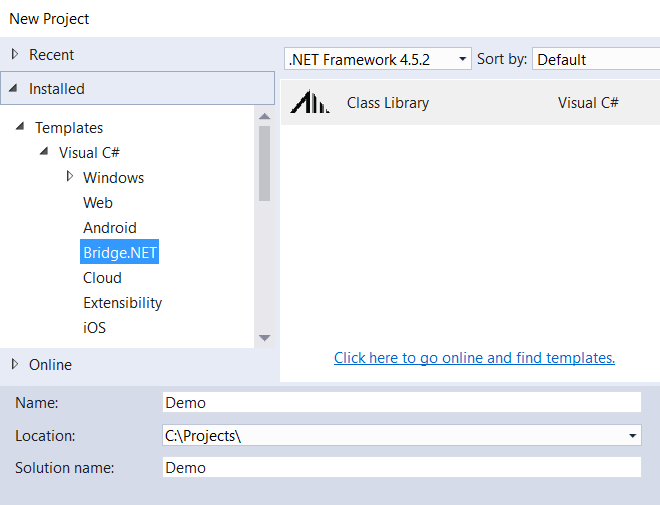 New Project
Recent
.NET Framework 4.5.2 Sort by: Default
Installed
Class Library Visual C#
Templates
Visual C#
Windows
Web
Android
Bridge.NET
Cloud
Extensibility
iOS
Click here to go online and find templates.
Online
Name: Demo
Location: C:\Projects\
Solution name: Demo